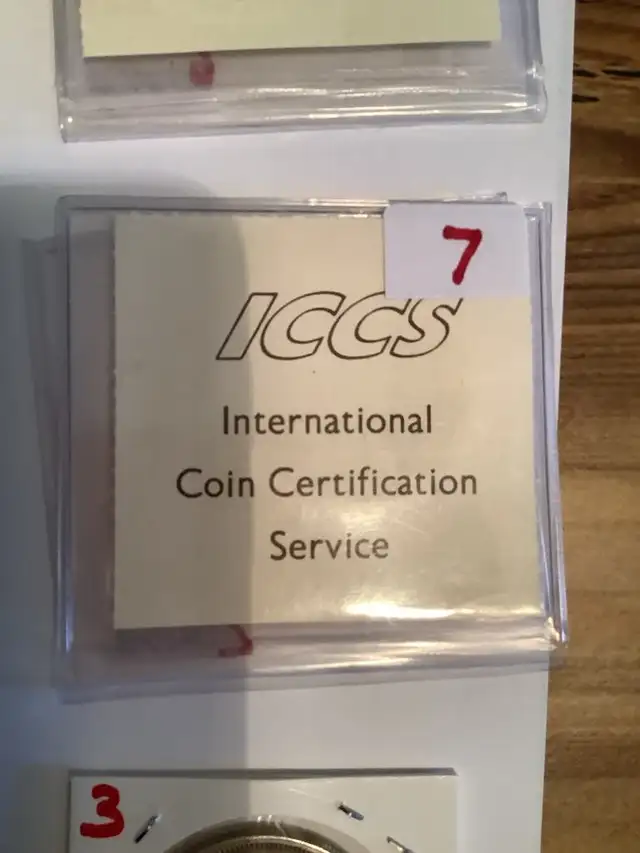 7
ICCS
International
Coin Certification
Service
3